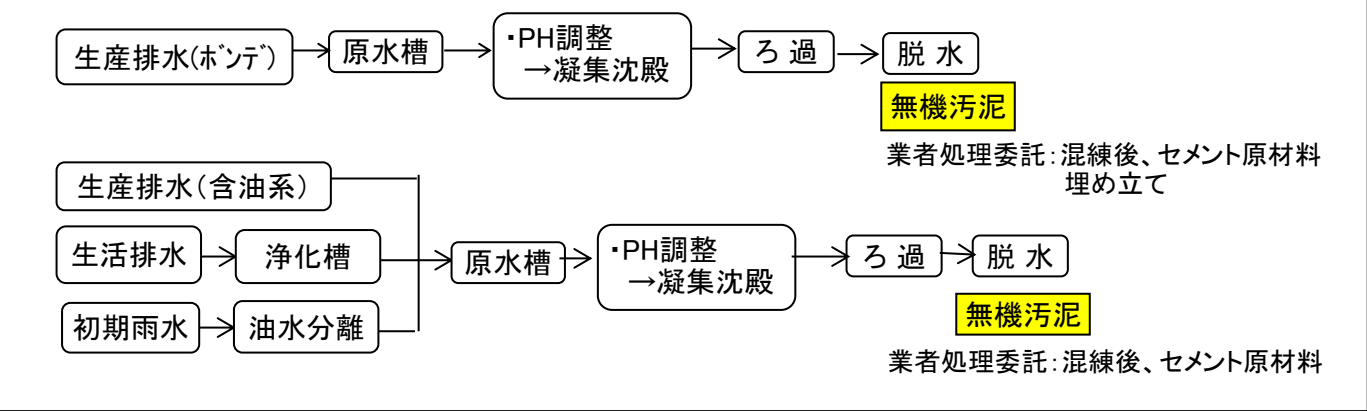 生産排水(ﾎﾞﾝﾃﾞ)
原水槽
・PH調整
→凝集沈殿
ろ 過
脱 水
無機汚泥
業者処理委託：混練後、セメント原材料
埋め立て
生産排水（含油系）
生活排水
浄化槽
初期雨水
油水分離
原水槽
・PH調整
→凝集沈殿
ろ 過
脱 水
無機汚泥
業者処理委託：混練後、セメント原材料